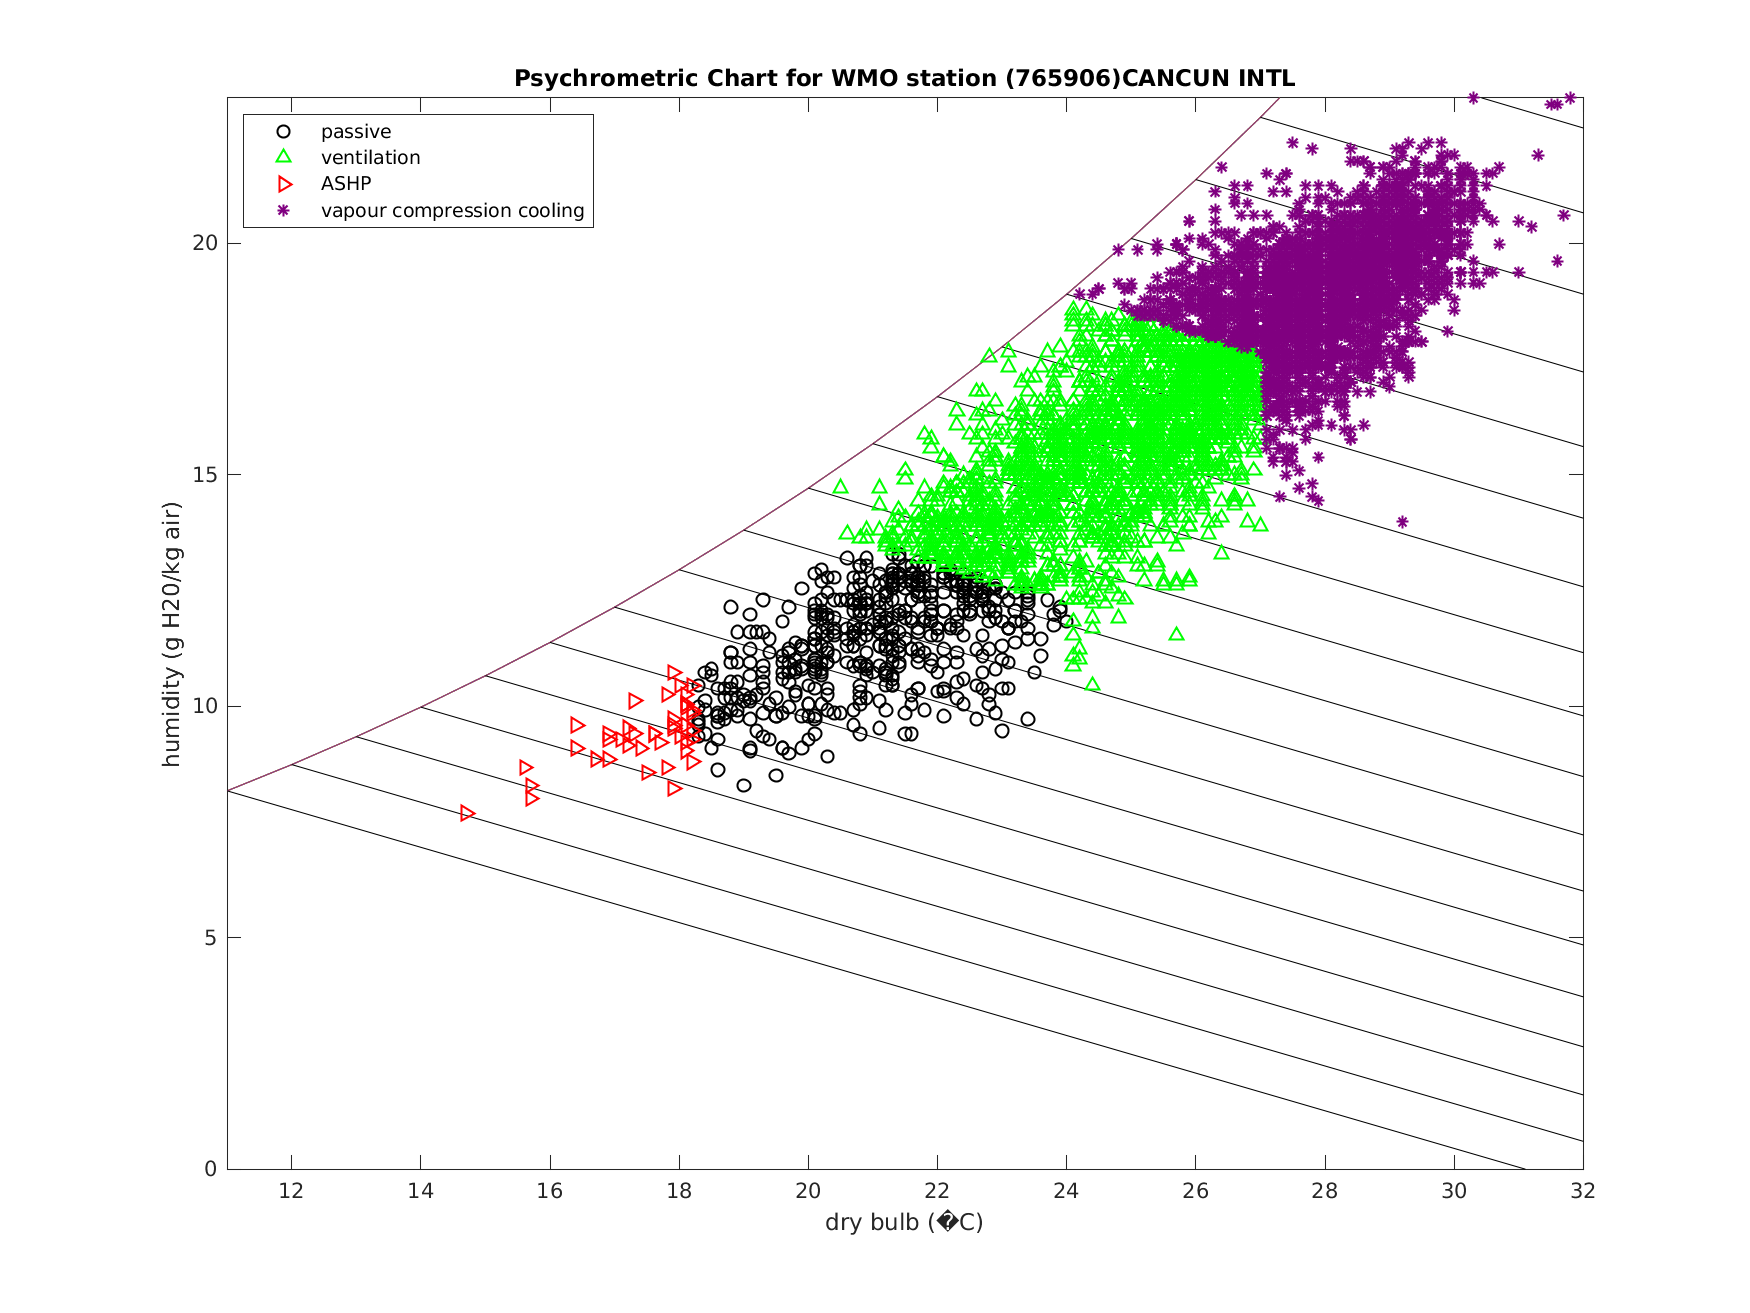 Psychrometric Chart for WMO station (765906)CANCUN INTL
passive
ventilation
ASHP
vapour compression cooling
humidity (g H20/kg air)
20
15
10
5
0
12 14 16 18 20 22 24 26 28 30 32
dry bulb (�C)